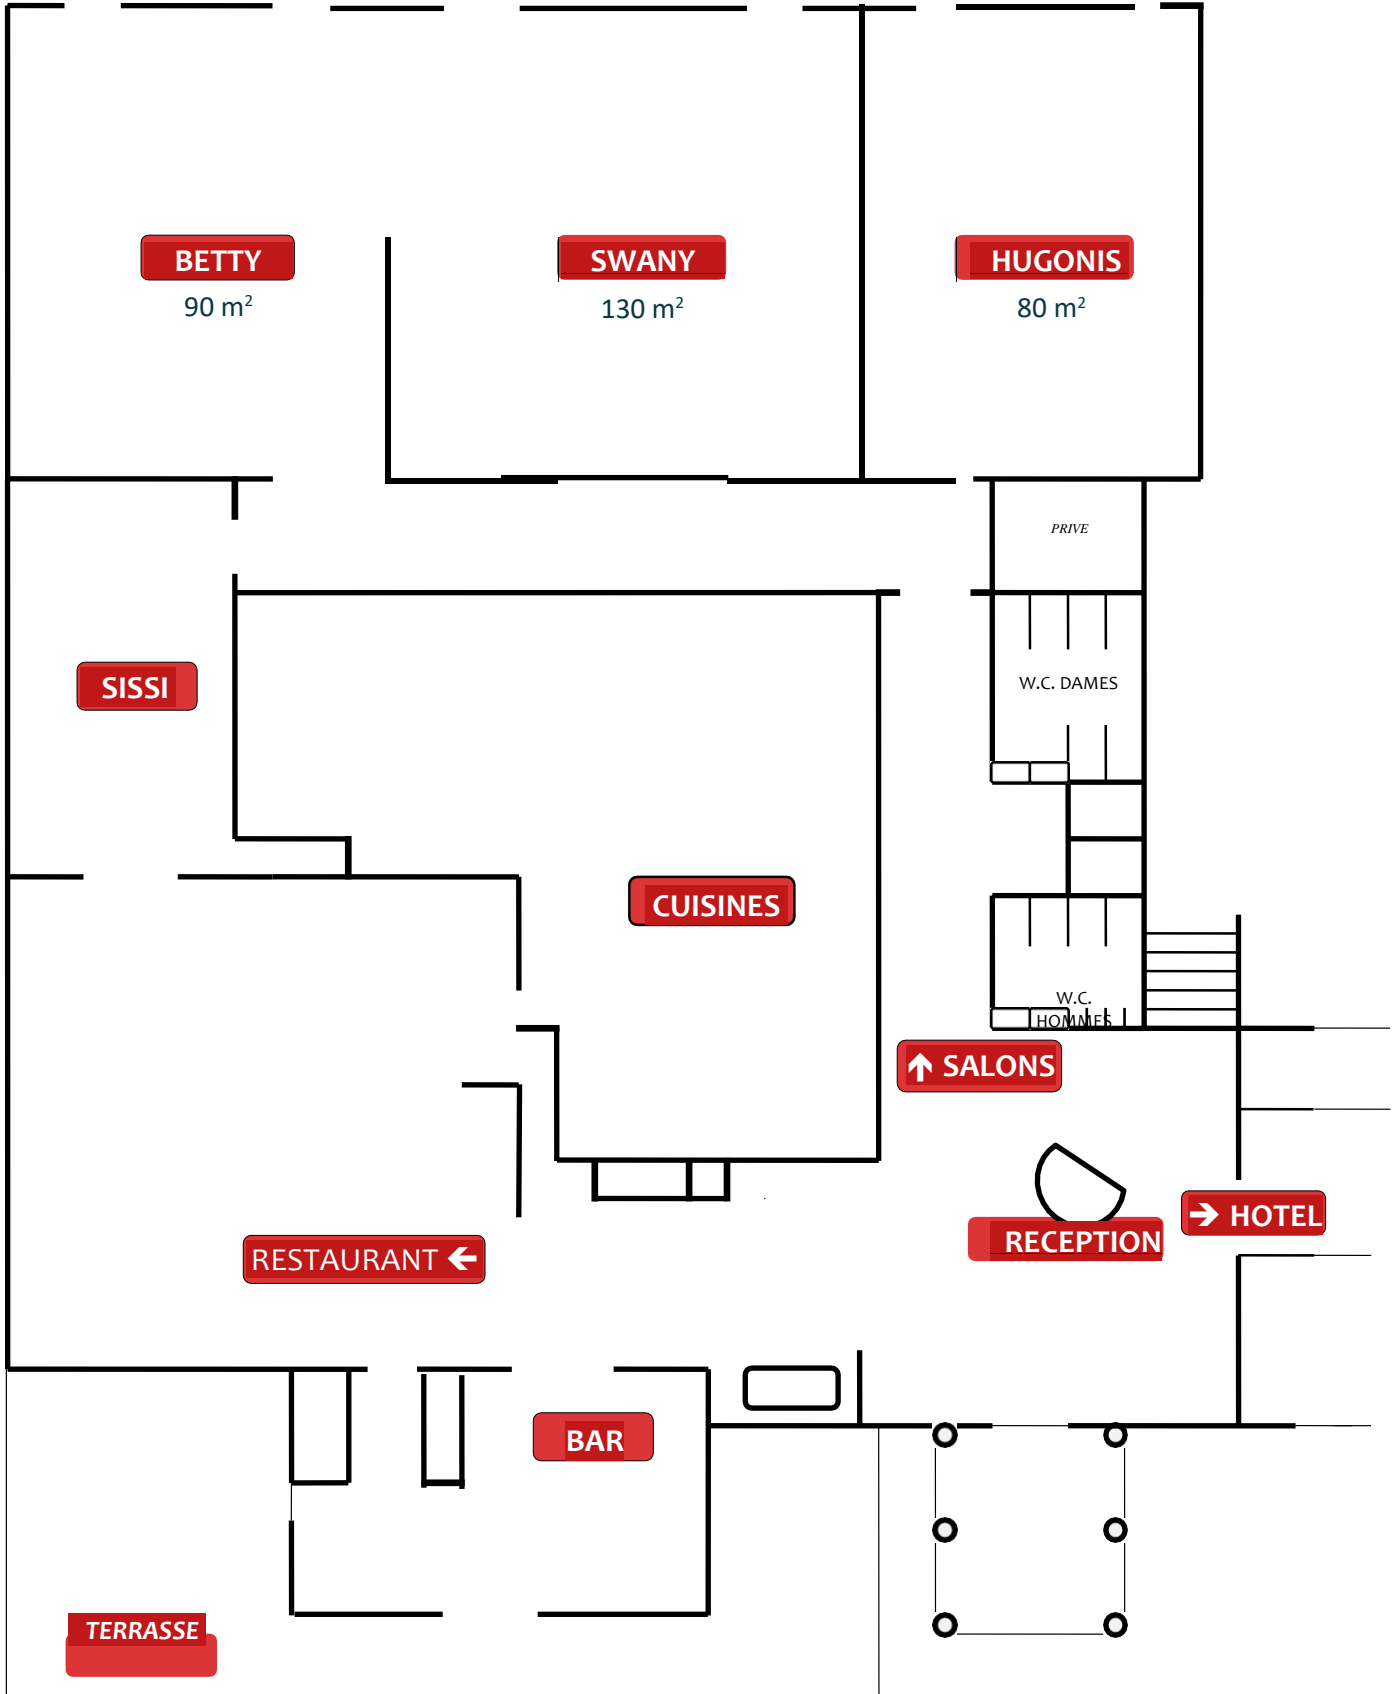 BETTY
90 m²
SWANY
130 m²
HUGONIS
80 m²
PRIVE
SISSI
W.C. DAMES
CUISINES
W.C.
HOMMES
↑ SALONS
→ HOTEL
RECEPTION
RESTAURANT ←
BAR
TERRASSE